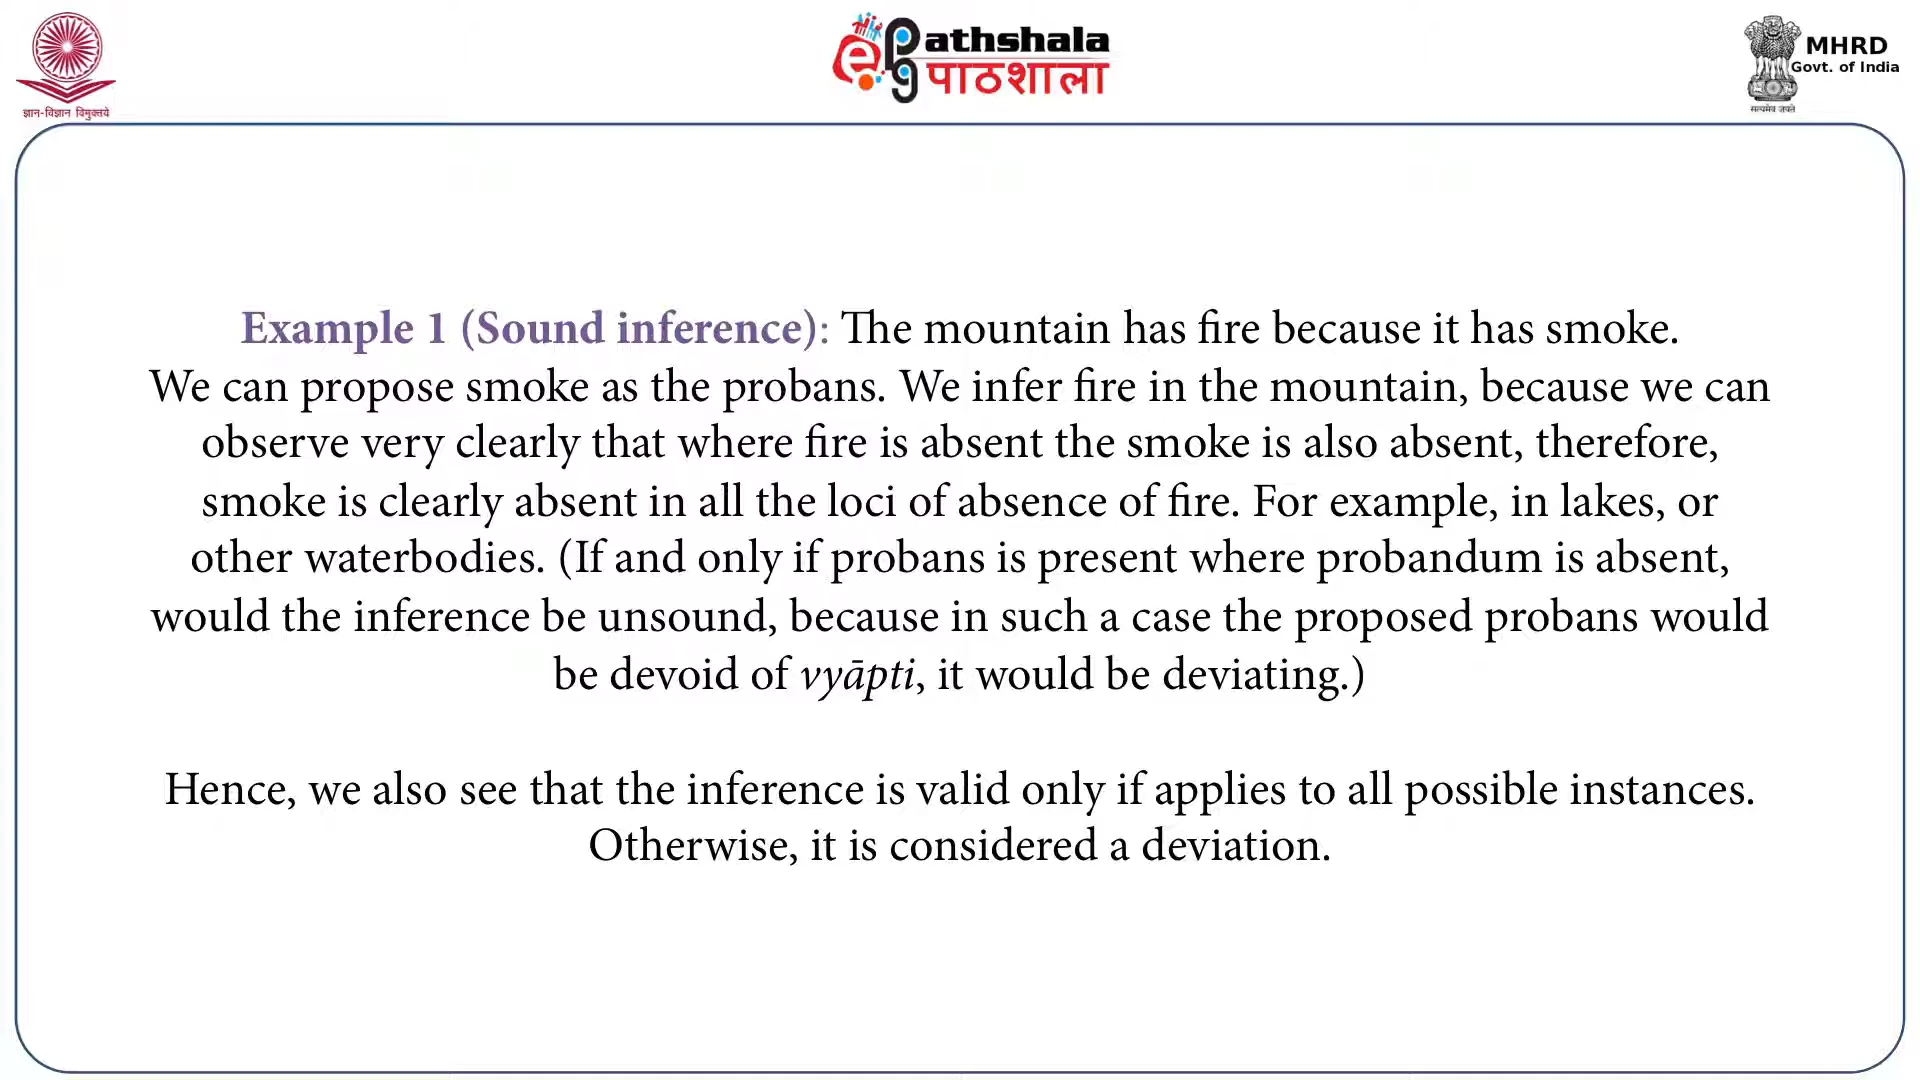 ज्ञान-विज्ञान विमुक्तये
ePG Pathshala
पाठशाला
MHRD
Govt. of India
सत्यमेव जयते
Example 1 (Sound inference): The mountain has fire because it has smoke.
We can propose smoke as the probans. We infer fire in the mountain, because we can
observe very clearly that where fire is absent the smoke is also absent, therefore,
smoke is clearly absent in all the loci of absence of fire. For example, in lakes, or
other waterbodies. (If and only if probans is present where probandum is absent,
would the inference be unsound, because in such a case the proposed probans would
be devoid of vyāpti, it would be deviating.)
Hence, we also see that the inference is valid only if applies to all possible instances.
Otherwise, it is considered a deviation.